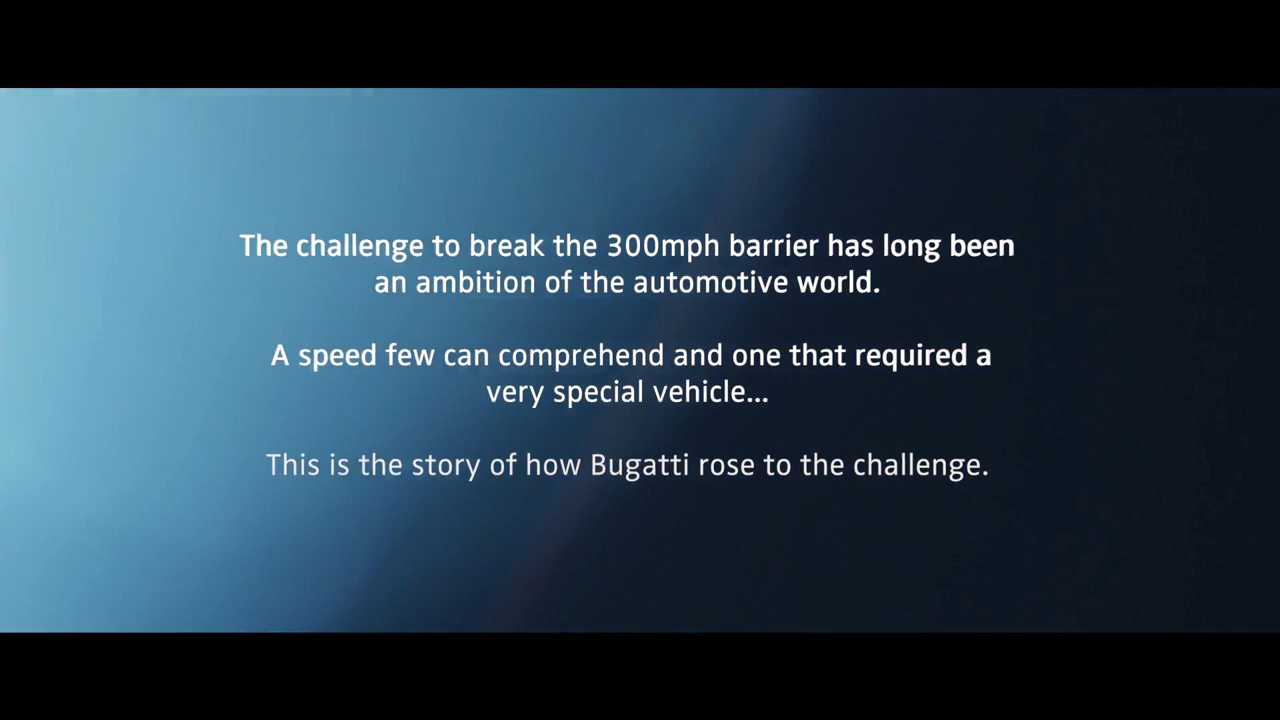 The challenge to break the 300mph barrier has long been
an ambition of the automotive world.
A speed few can comprehend and one that required a
very special vehicle...
This is the story of how Bugatti rose to the challenge.